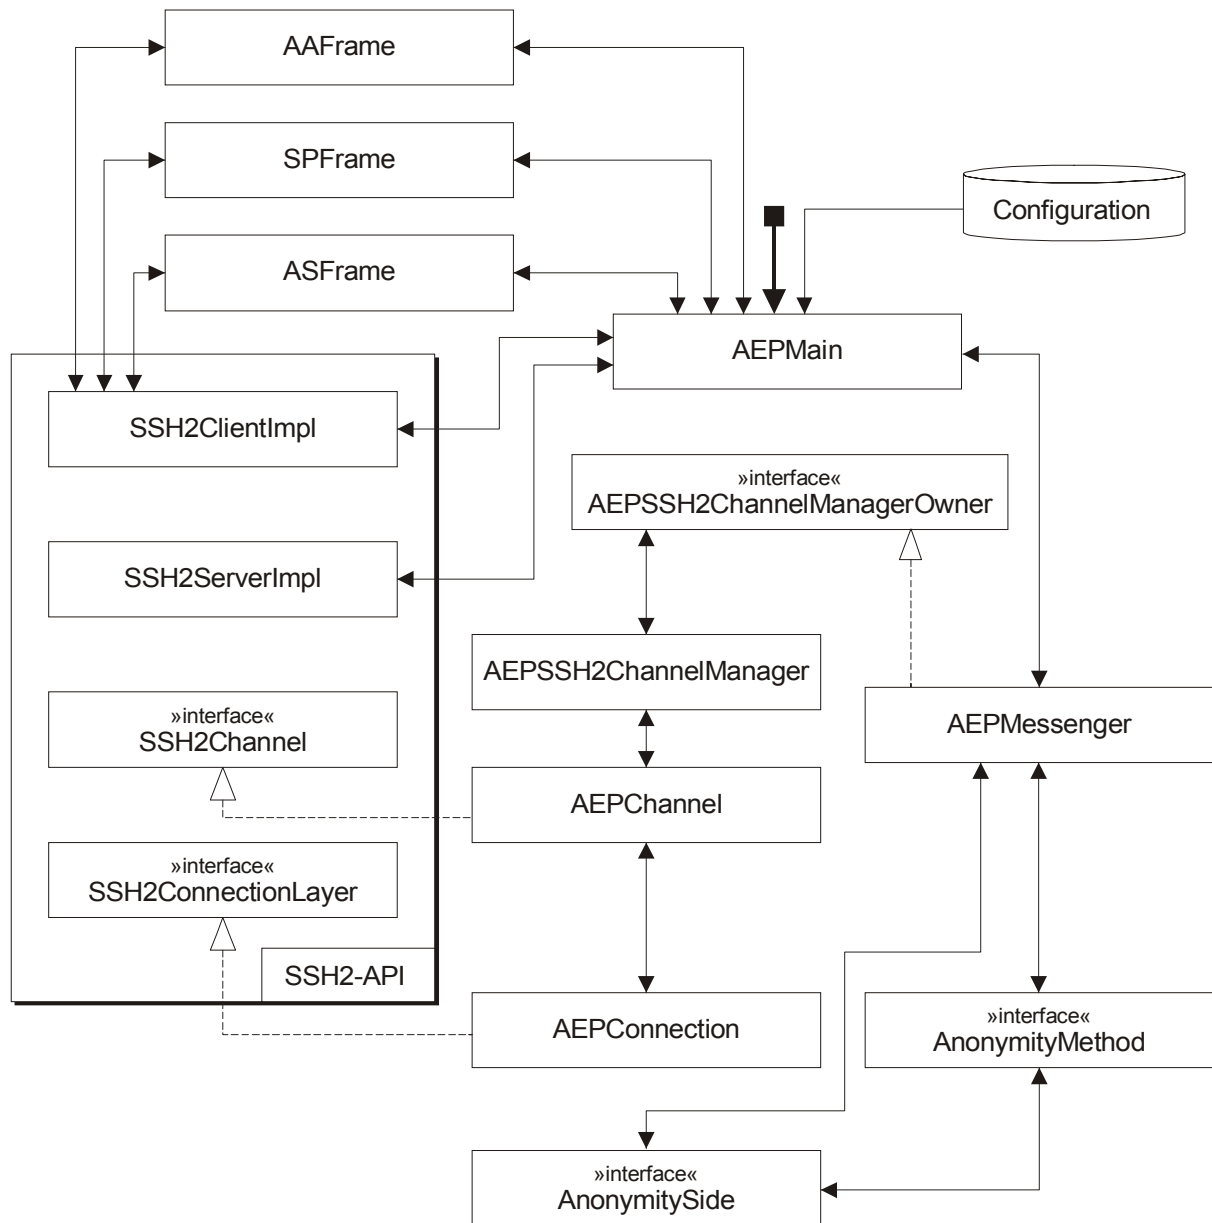 AAFrame
SPFrame
Configuration
ASFrame
AEPMain
SSH2ClientImpl
»interface«
AEPSSH2ChannelManagerOwner
SSH2ServerImpl
AEPSSH2ChannelManager
»interface«
SSH2Channel
AEPMessenger
AEPChannel
»interface«
SSH2ConnectionLayer
SSH2-API
AEPConnection
»interface«
AnonymityMethod
»interface«
AnonymitySide